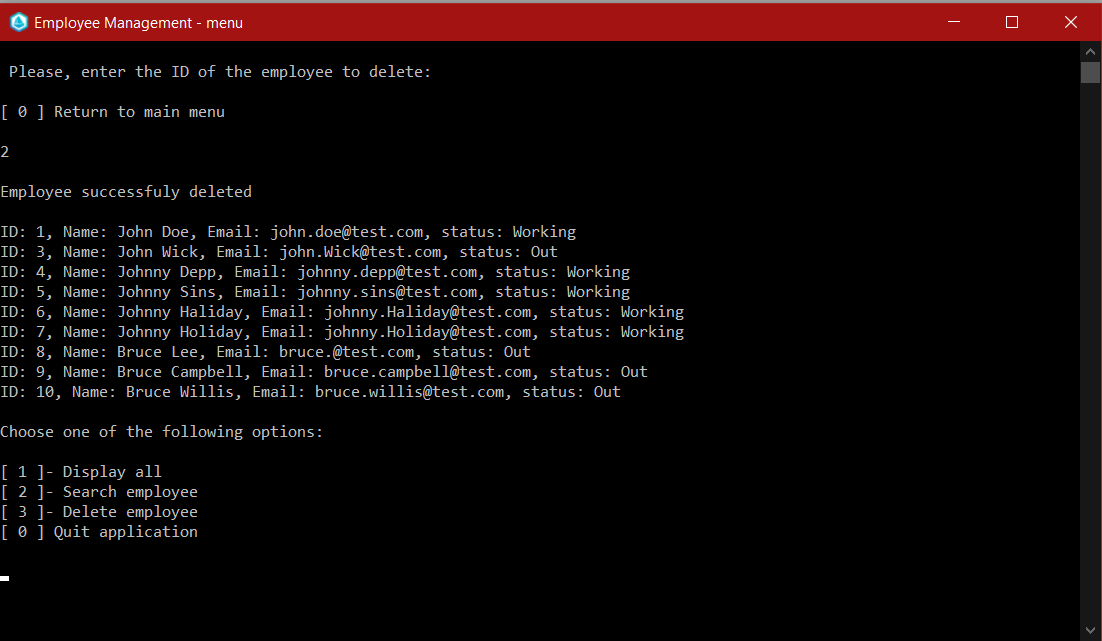 Employee Management - menu
Please, enter the ID of the employee to delete:
[ 0 ] Return to main menu
2
Employee successfuly deleted
ID: 1, Name: John Doe, Email: john.doe@test.com, status: Working
ID: 3, Name: John Wick, Email: john.Wick@test.com, status: Out
ID: 4, Name: Johnny Depp, Email: johnny.depp@test.com, status: Working
ID: 5, Name: Johnny Sins, Email: johnny.sins@test.com, status: Working
ID: 6, Name: Johnny Haliday, Email: johnny.Haliday@test.com, status: Working
ID: 7, Name: Johnny Holiday, Email: johnny.Holiday@test.com, status: Working
ID: 8, Name: Bruce Lee, Email: bruce.@test.com, status: Out
ID: 9, Name: Bruce Campbell, Email: bruce.campbell@test.com, status: Out
ID: 10, Name: Bruce Willis, Email: bruce.willis@test.com, status: Out
Choose one of the following options:
[ 1 ]- Display all
[ 2 ]- Search employee
[ 3 ]- Delete employee
[ 0 ] Quit application